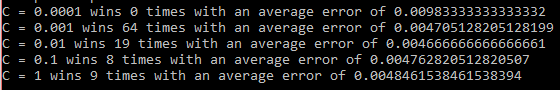 C = 0.0001 wins 0 times with an average error of 0.00983333333333332
C = 0.001 wins 64 times with an average error of 0.004705128205128199
C = 0.01 wins 19 times with an average error of 0.0046666666666666661
C = 0.1 wins 8 times with an average error of 0.004762820512820507
C = 1 wins 9 times with an average error of 0.0048461538461538394